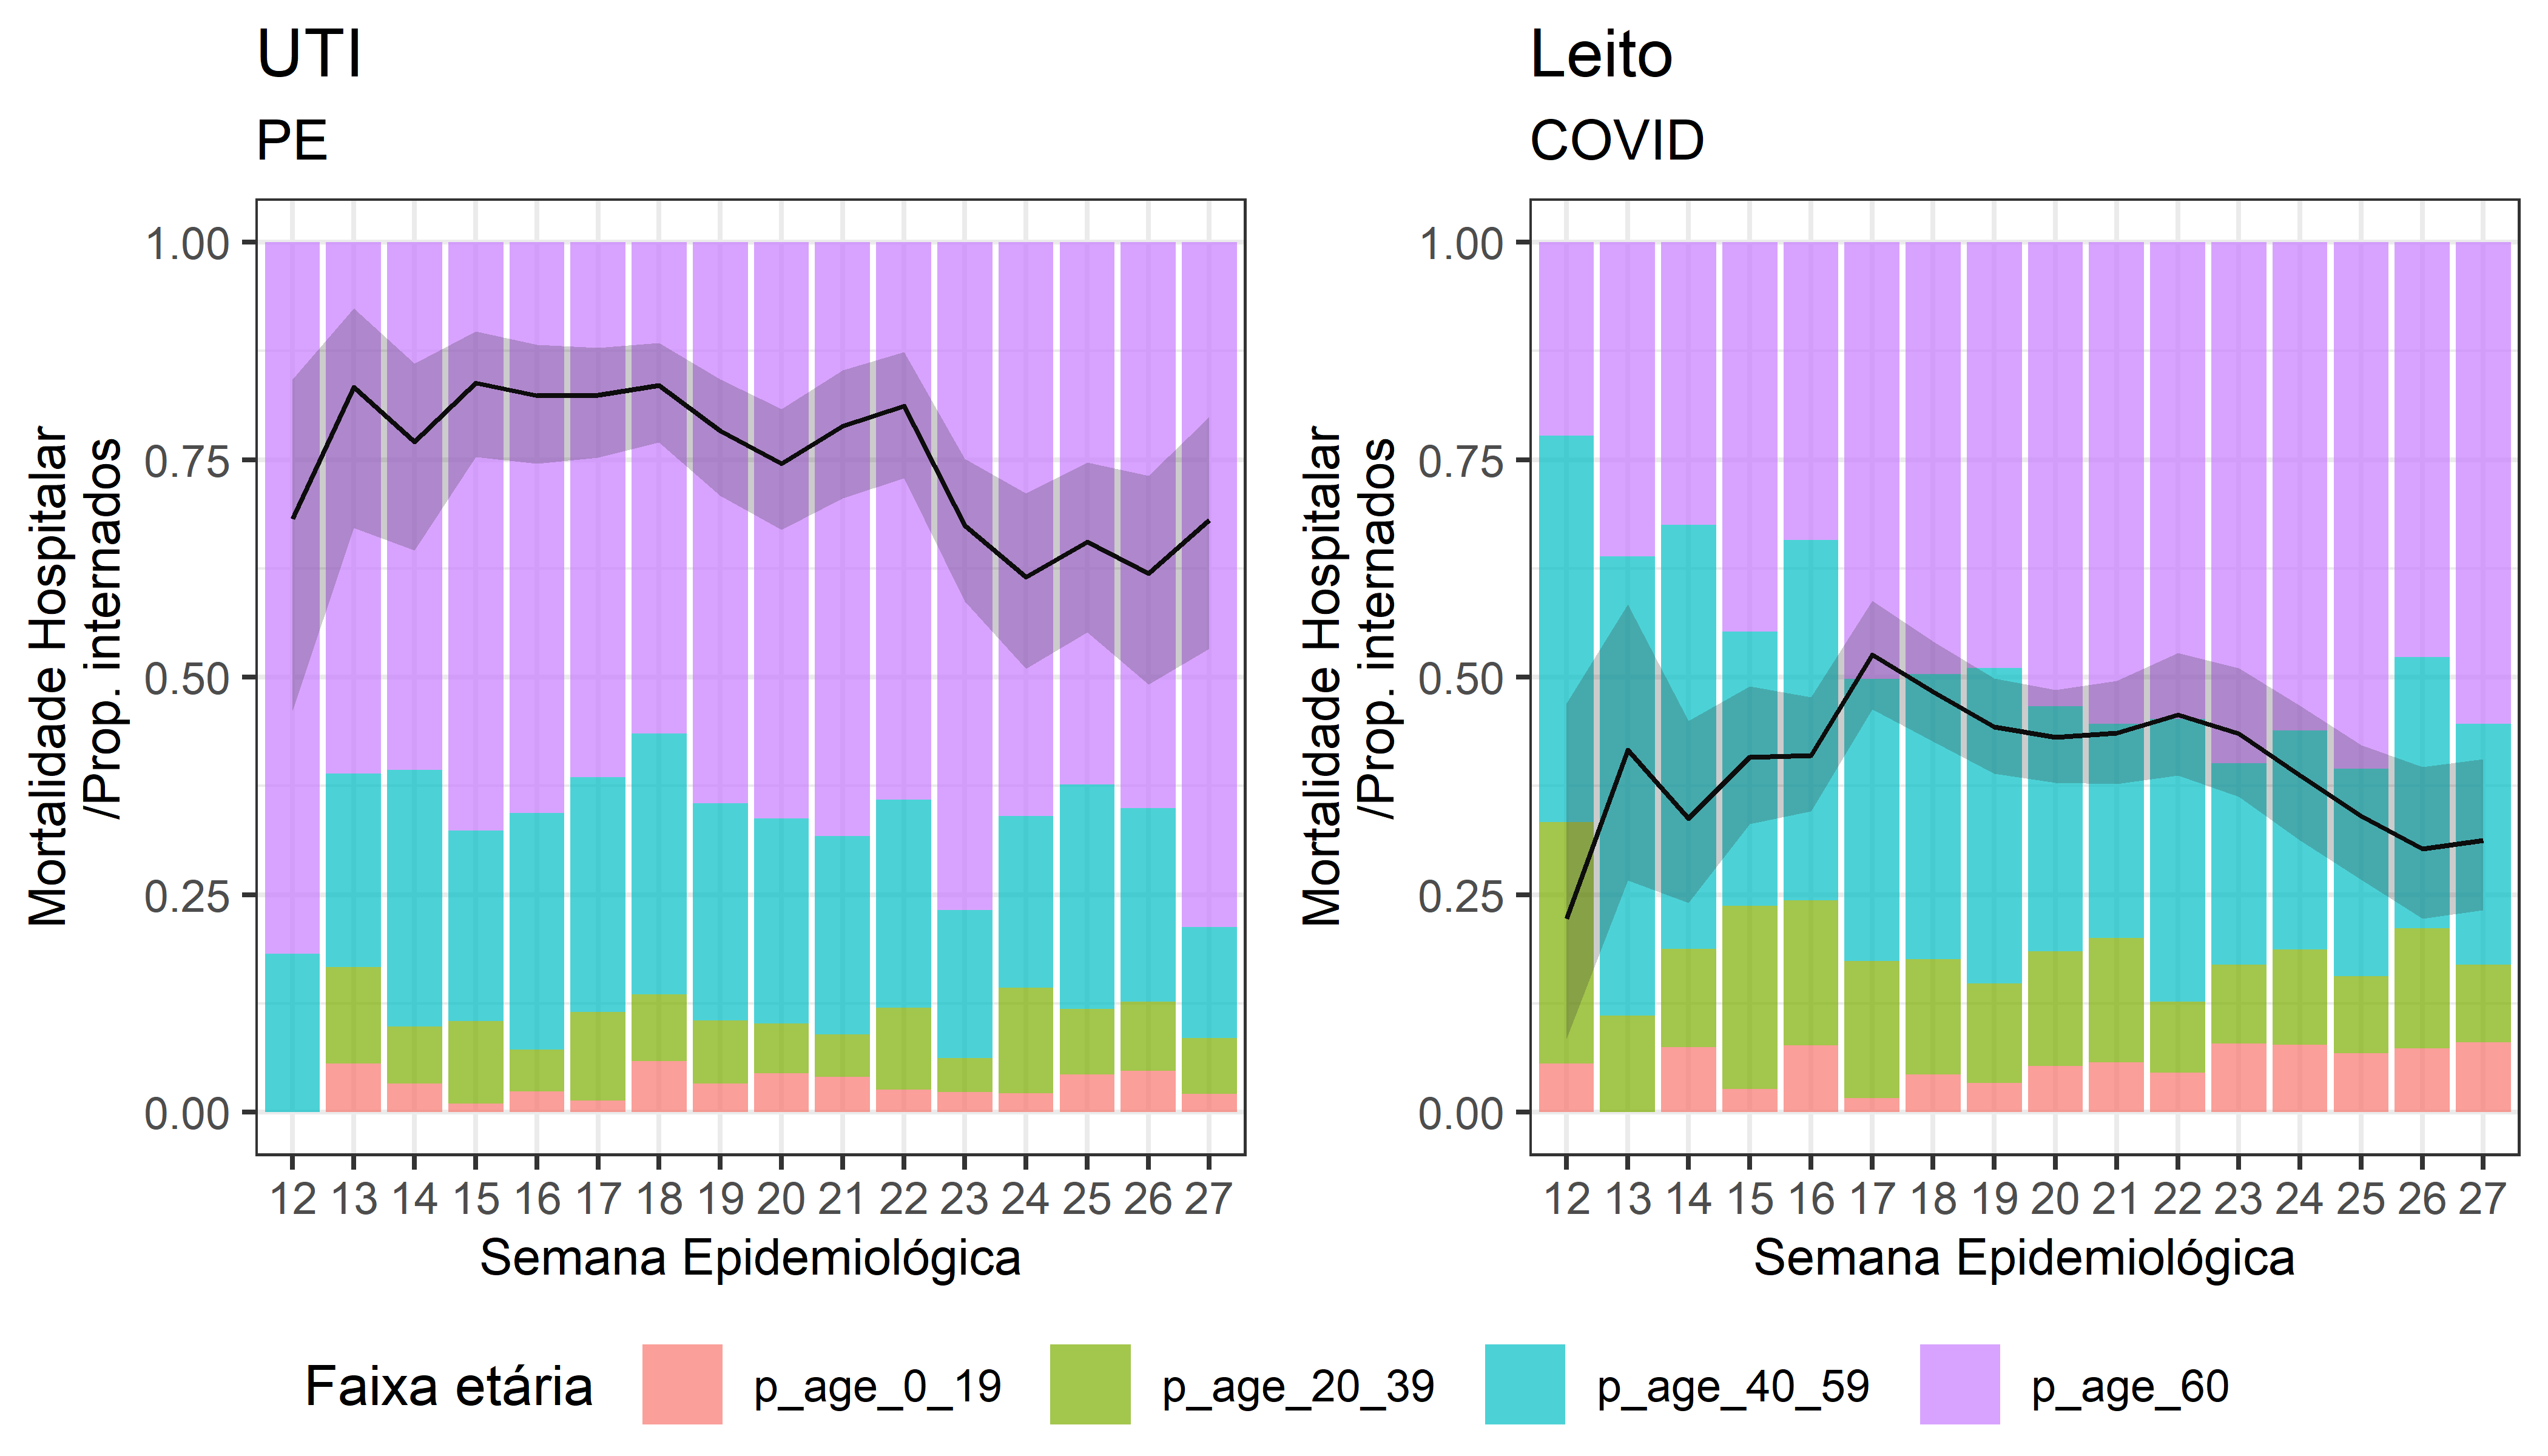 UTI
PE
Mortalidade Hospitalar
/Prop. internados
1.00
0.75
0.50
0.25
0.00
12 13 14 15 16 17 18 19 20 21 22 23 24 25 26 27
Semana Epidemiológica
Leito
COVID
Mortalidade Hospitalar
/Prop. internados
1.00
0.75
0.50
0.25
0.00
12 13 14 15 16 17 18 19 20 21 22 23 24 25 26 27
Semana Epidemiológica
Faixa etária p_age_0_19 p_age_20_39 p_age_40_59 p_age_60